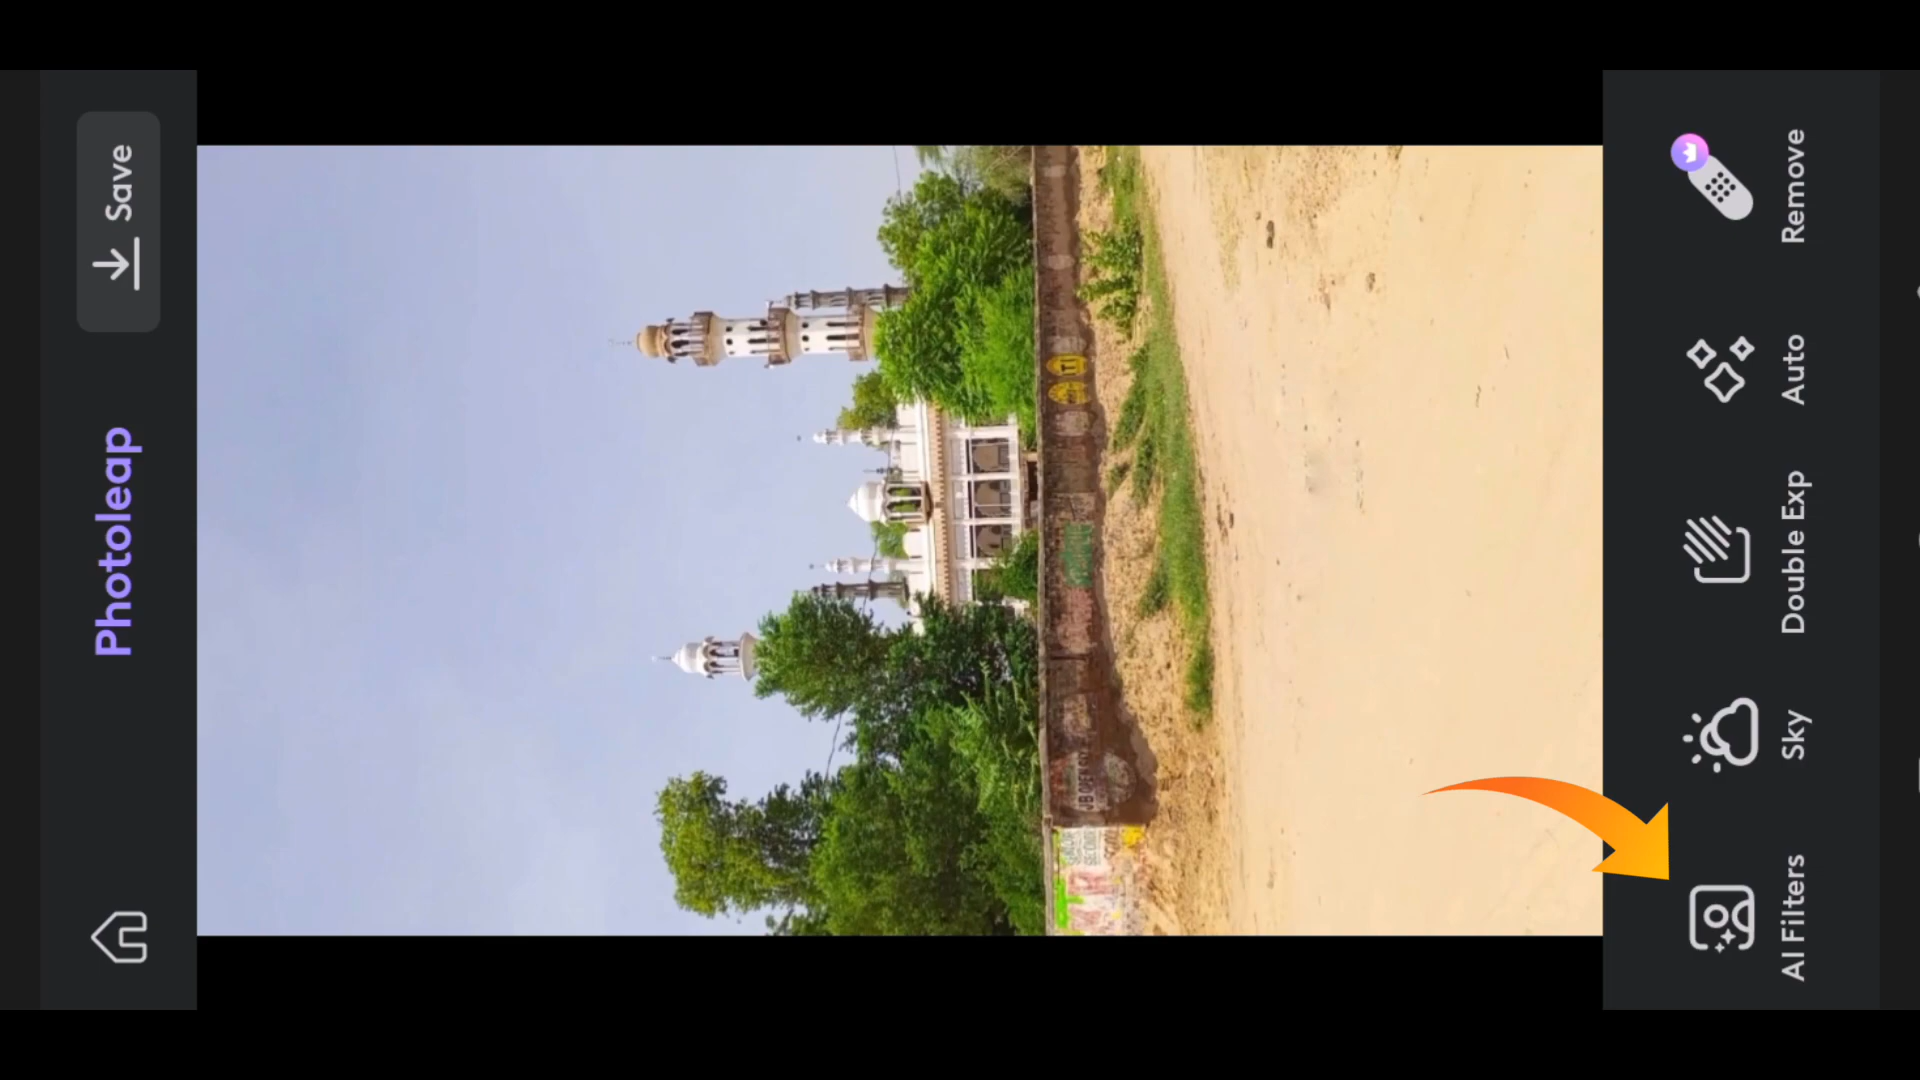 Photoleap
Save
AI Filters
Sky
Double Exp
Auto
Remove